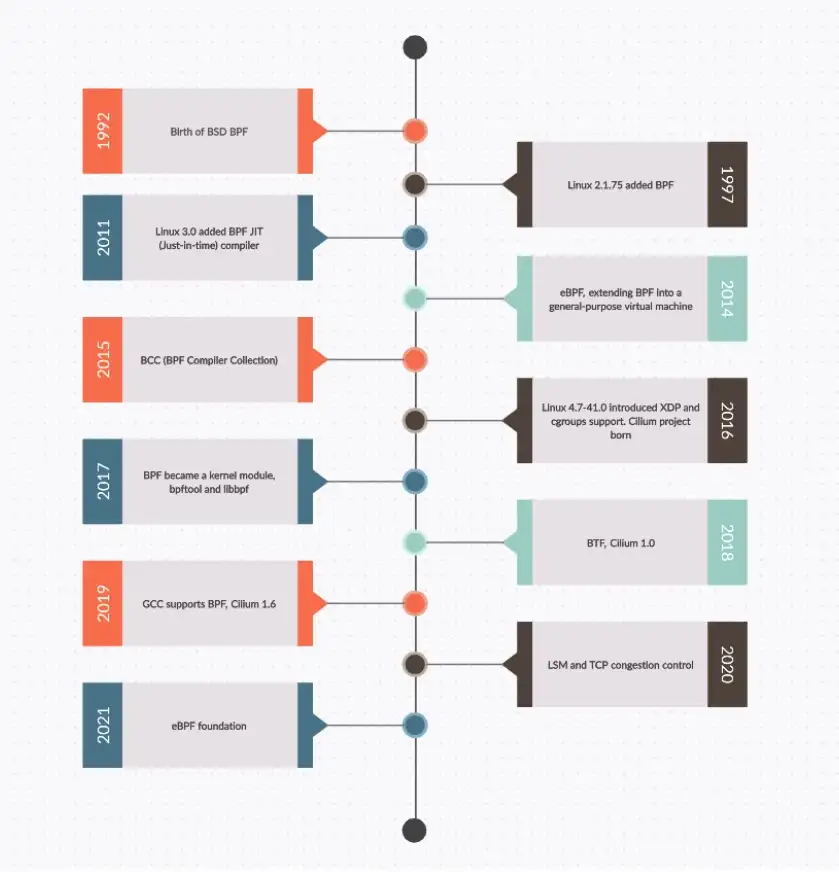 1992
Birth of BSD BPF
Linux 2.1.75 added BPF
1997
2011
Linux 3.0 added BPF JIT
(Just-in-time) compiler
eBPF, extending BPF into a
general-purpose virtual machine
2014
2015
BCC (BPF Compiler Collection)
Linux 4.7-41.0 introduced XDP and
cgroups support. Cilium project
born
2016
2017
BPF became a kernel module,
bpftool and libbpf
BTF, Cilium 1.0
2018
2019
GCC supports BPF, Cilium 1.6
LSM and TCP congestion control
2020
2021
eBPF foundation